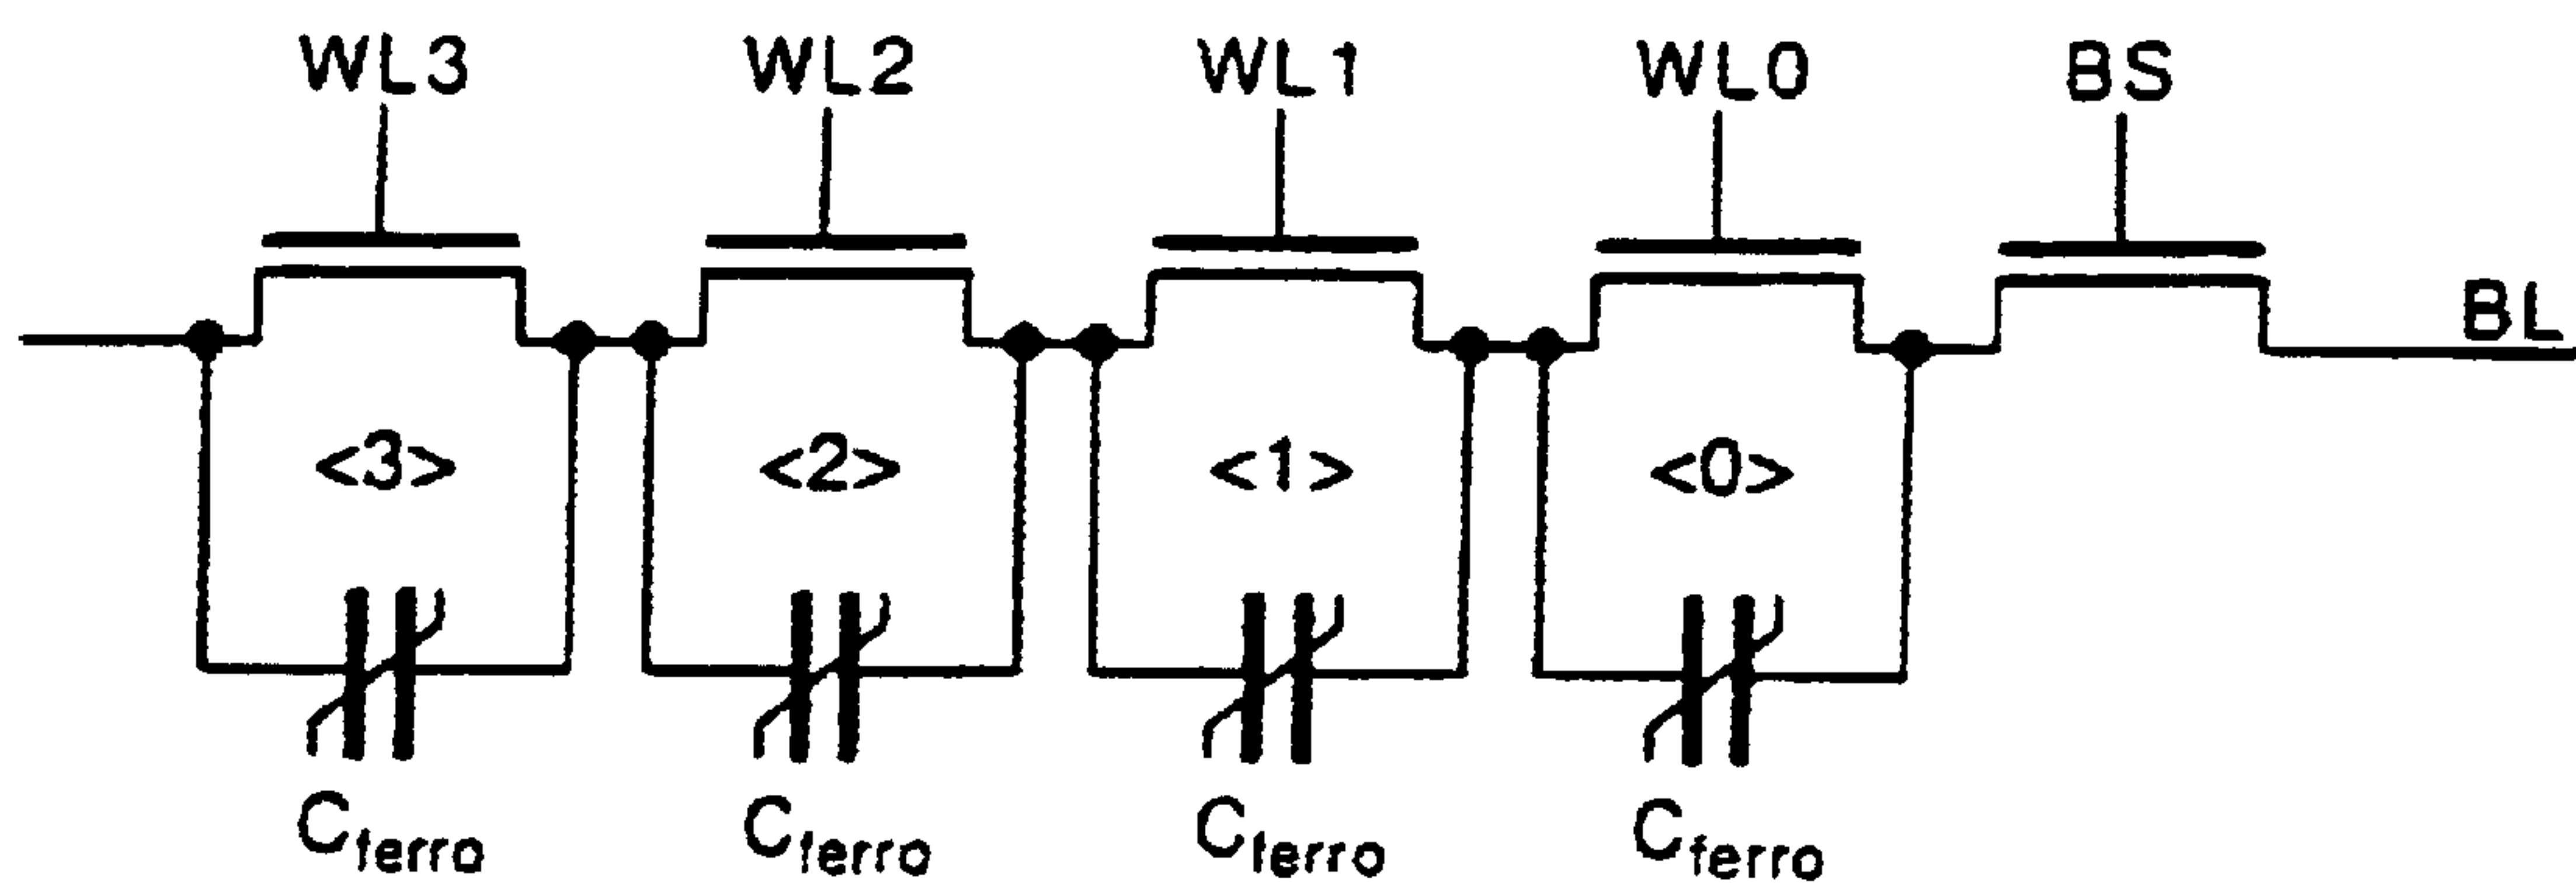 WL3 WL2 WL1 WL0 BS
BL
<3> <2> <1> <0>
Cferro Cferro Cferro Cferro